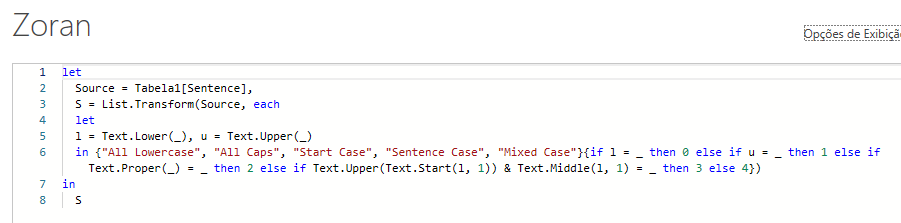 Zoran
Opções de Exibiçã
1 let
2 Source = Tabela1[Sentence],
3 S = List.Transform(Source, each
4 let
5 l = Text.Lower(_), u = Text.Upper(_)
6 in {"All Lowercase", "All Caps", "Start Case", "Sentence Case", "Mixed Case"}{if l = _ then 0 else if u = _ then 1 else if
Text.Proper(_) = _ then 2 else if Text.Upper(Text.Start(l, 1)) & Text.Middle(l, 1) = _ then 3 else 4})
7 in
8 S